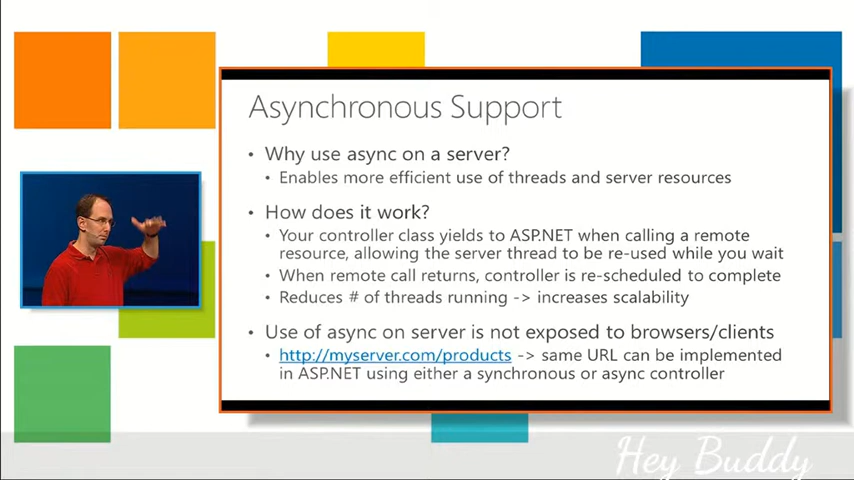 Asynchronous Support
• Why use async on a server?
• Enables more efficient use of threads and server resources
• How does it work?
• Your controller class yields to ASP.NET when calling a remote
resource, allowing the server thread to be re-used while you wait
• When remote call returns, controller is re-scheduled to complete
• Reduces # of threads running -> increases scalability
• Use of async on server is not exposed to browsers/clients
• http://myserver.com/products -> same URL can be implemented
in ASP.NET using either a synchronous or async controller
Hey Buddy